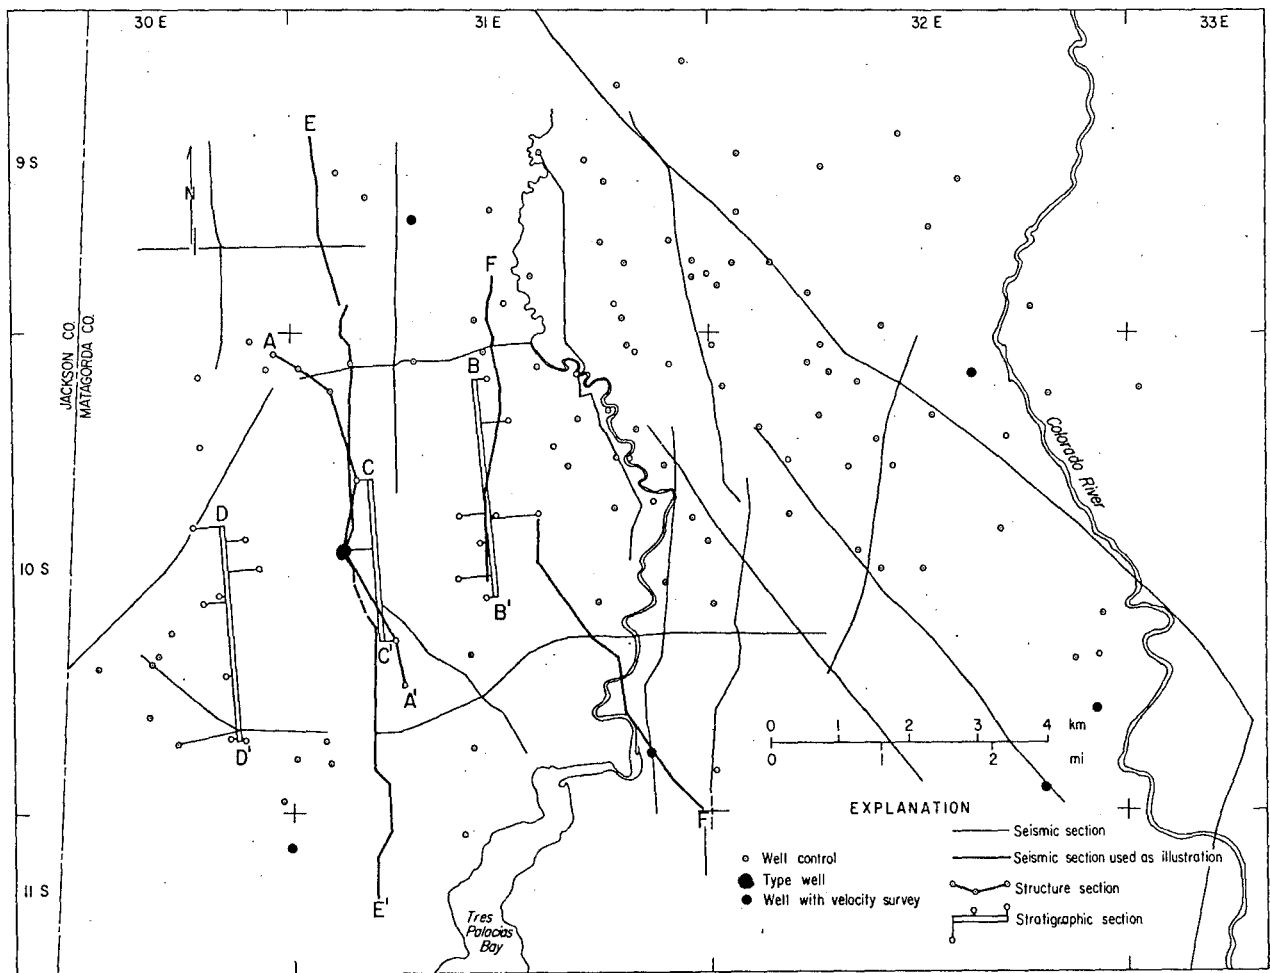 30 E 31 E 32 E 33 E
E
9 S
N
F
A
B
JACKSON CO.
MATAGORDA CO.
C
Colorado River
D
10 S
B'
C'
A'
D'
0 1 2 3 4 km
0 1 2 mi
EXPLANATION
F'
Seismic section
Well control
Seismic section used as illustration
Type well
Structure section
Well with velocity survey
Stratigraphic section
11 S
E'
Tres
Palacios
Bay